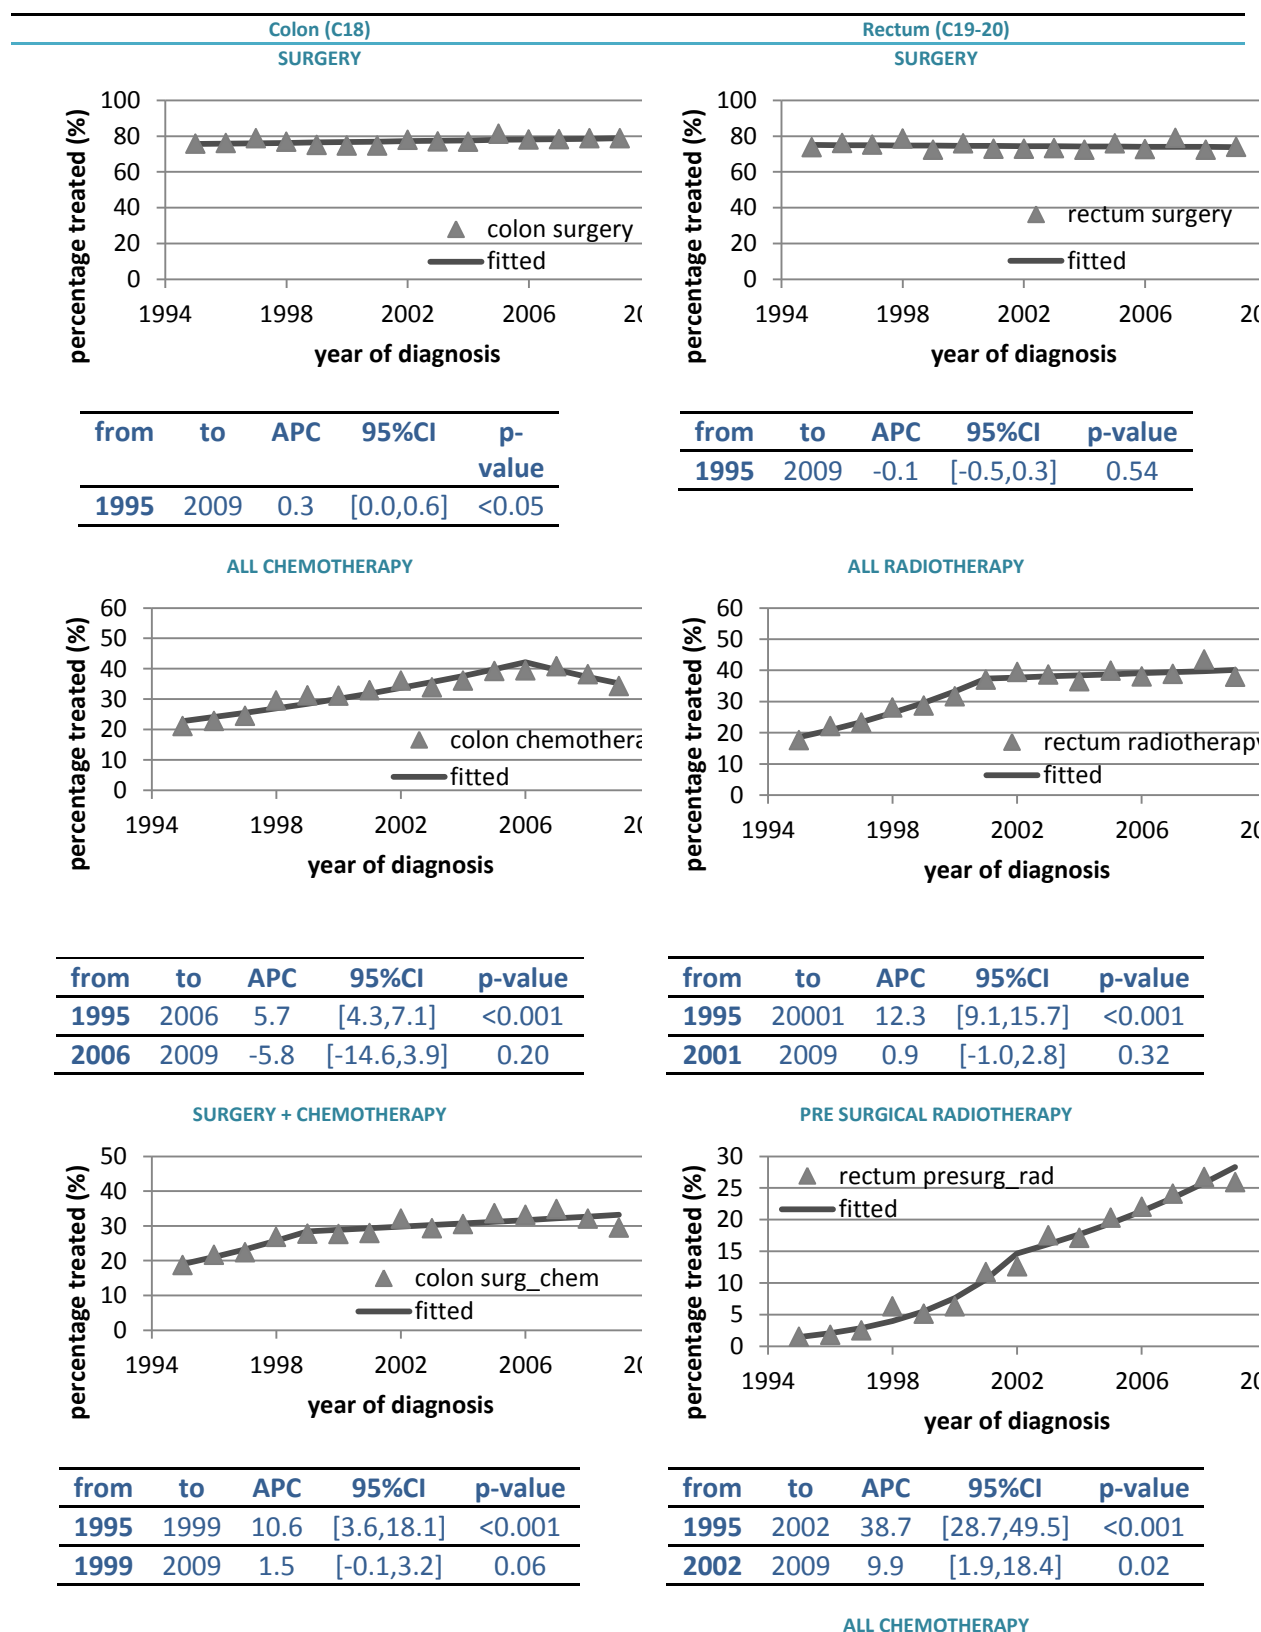 Colon (C18) Rectum (C19-20)
SURGERY SURGERY
percentage treated (%)
100
80
60
40
20
0
colon surgery
fitted
1994 1998 2002 2006 20
year of diagnosis
percentage treated (%)
100
80
60
40
20
0
rectum surgery
fitted
1994 1998 2002 2006 20
year of diagnosis
from to APC 95%CI p-
value
1995 2009 0.3 [0.0,0.6] <0.05
from to APC 95%CI p-value
1995 2009 -0.1 [-0.5,0.3] 0.54
ALL CHEMOTHERAPY ALL RADIOTHERAPY
percentage treated (%)
60
50
40
30
20
10
0
colon chemothera
fitted
1994 1998 2002 2006 20
year of diagnosis
percentage treated (%)
60
50
40
30
20
10
0
rectum radiotherapy
fitted
1994 1998 2002 2006 20
year of diagnosis
from to APC 95%CI p-value
1995 2006 5.7 [4.3,7.1] <0.001
2006 2009 -5.8 [-14.6,3.9] 0.20
from to APC 95%CI p-value
1995 20001 12.3 [9.1,15.7] <0.001
2001 2009 0.9 [-1.0,2.8] 0.32
SURGERY + CHEMOTHERAPY PRE SURGICAL RADIOTHERAPY
percentage treated (%)
50
40
30
20
10
0
colon surg_chem
fitted
1994 1998 2002 2006 20
year of diagnosis
percentage treated (%)
30
25
20
15
10
5
0
rectum presurg_rad
fitted
1994 1998 2002 2006 20
year of diagnosis
from to APC 95%CI p-value
1995 1999 10.6 [3.6,18.1] <0.001
1999 2009 1.5 [-0.1,3.2] 0.06
from to APC 95%CI p-value
1995 2002 38.7 [28.7,49.5] <0.001
2002 2009 9.9 [1.9,18.4] 0.02
ALL CHEMOTHERAPY